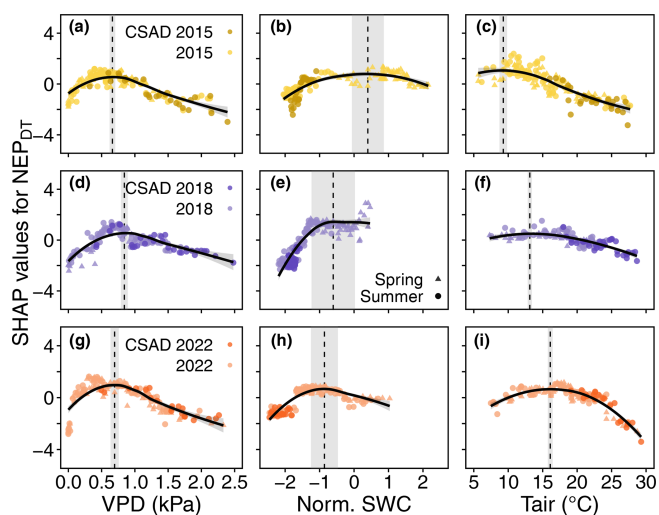 (a) CSAD 2015
2015
(b)
(c)
4
0
−4
(d) CSAD 2018
2018
(e)
(f)
Spring
Summer
4
0
−4
(g) CSAD 2022
2022
(h)
(i)
4
0
−4
SHAP values for NEP_DT
0.0 0.5 1.0 1.5 2.0 2.5
−2 −1 0 1 2
5 10 15 20 25 30
VPD (kPa)
Norm. SWC
Tair (°C)